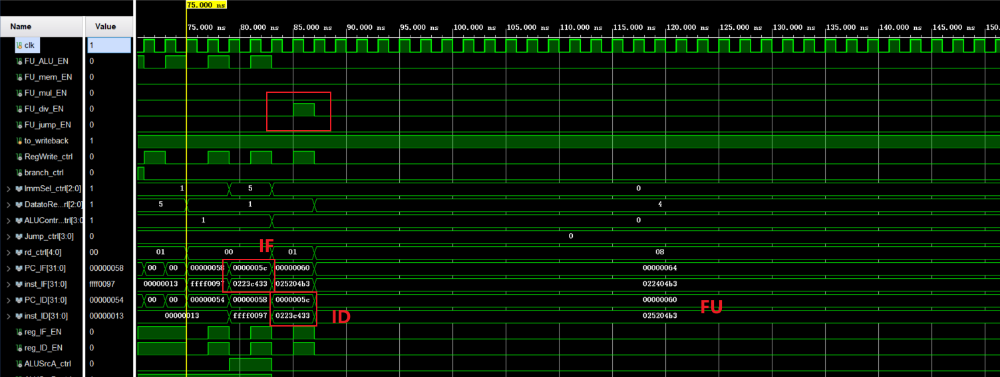 75.000 ns
Name Value
75.000 ns 80.000 ns 85.000 ns 90.000 ns 95.000 ns 100.000 ns 105.000 ns 110.000 ns 115.000 ns 120.000 ns 125.000 ns 130.000 ns 135.000 ns 140.000 ns 145.000 ns 150.
clk 1
FU_ALU_EN 0
FU_mem_EN 0
FU_mul_EN 0
FU_div_EN 0
FU_jump_EN 0
to_writeback 1
RegWrite_ctrl 0
branch_ctrl 0
ImmSel_ctrl[2:0] 1 1 5 0
DatatoRe...rl[2:0] 1 5 1 4
ALUContr...trl[3:0 1 1 0
Jump_ctrl[3:0] 0 0
IF
rd_ctrl[4:0] 00 01 00 01 08
PC_IF[31:0] 00000058 00 00 00000058 0000005c 00000060 00000064
inst_IF[31:0] ffff0097 00000013 ffff0097 0223c433 025204b3 022404b3
PC_ID[31:0] 00000054 00 00 00000054 00000058 0000005c 00000060
FU
inst_ID[31:0] 00000013 00000013 ffff0097 0223c433 025204b3
ID
reg_IF_EN 0
reg_ID_EN 0
ALUSrcA_ctrl 0